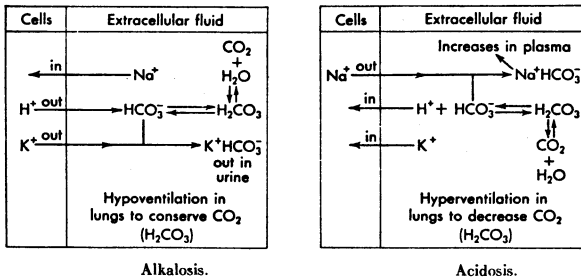 Cells Extracellular fluid
in Na⁺
CO₂
+
H₂O
H⁺ out HCO₃⁻ H₂CO₃
K⁺ out K⁺HCO₃⁻
out in
urine
Hypoventilation in
lungs to conserve CO₂
(H₂CO₃)
Alkalosis.
Cells Extracellular fluid
Increases in plasma
Na⁺ out Na⁺HCO₃⁻
in H⁺ + HCO₃⁻ H₂CO₃
in K⁺ CO₂
+
H₂O
Hyperventilation in
lungs to decrease CO₂
(H₂CO₃)
Acidosis.